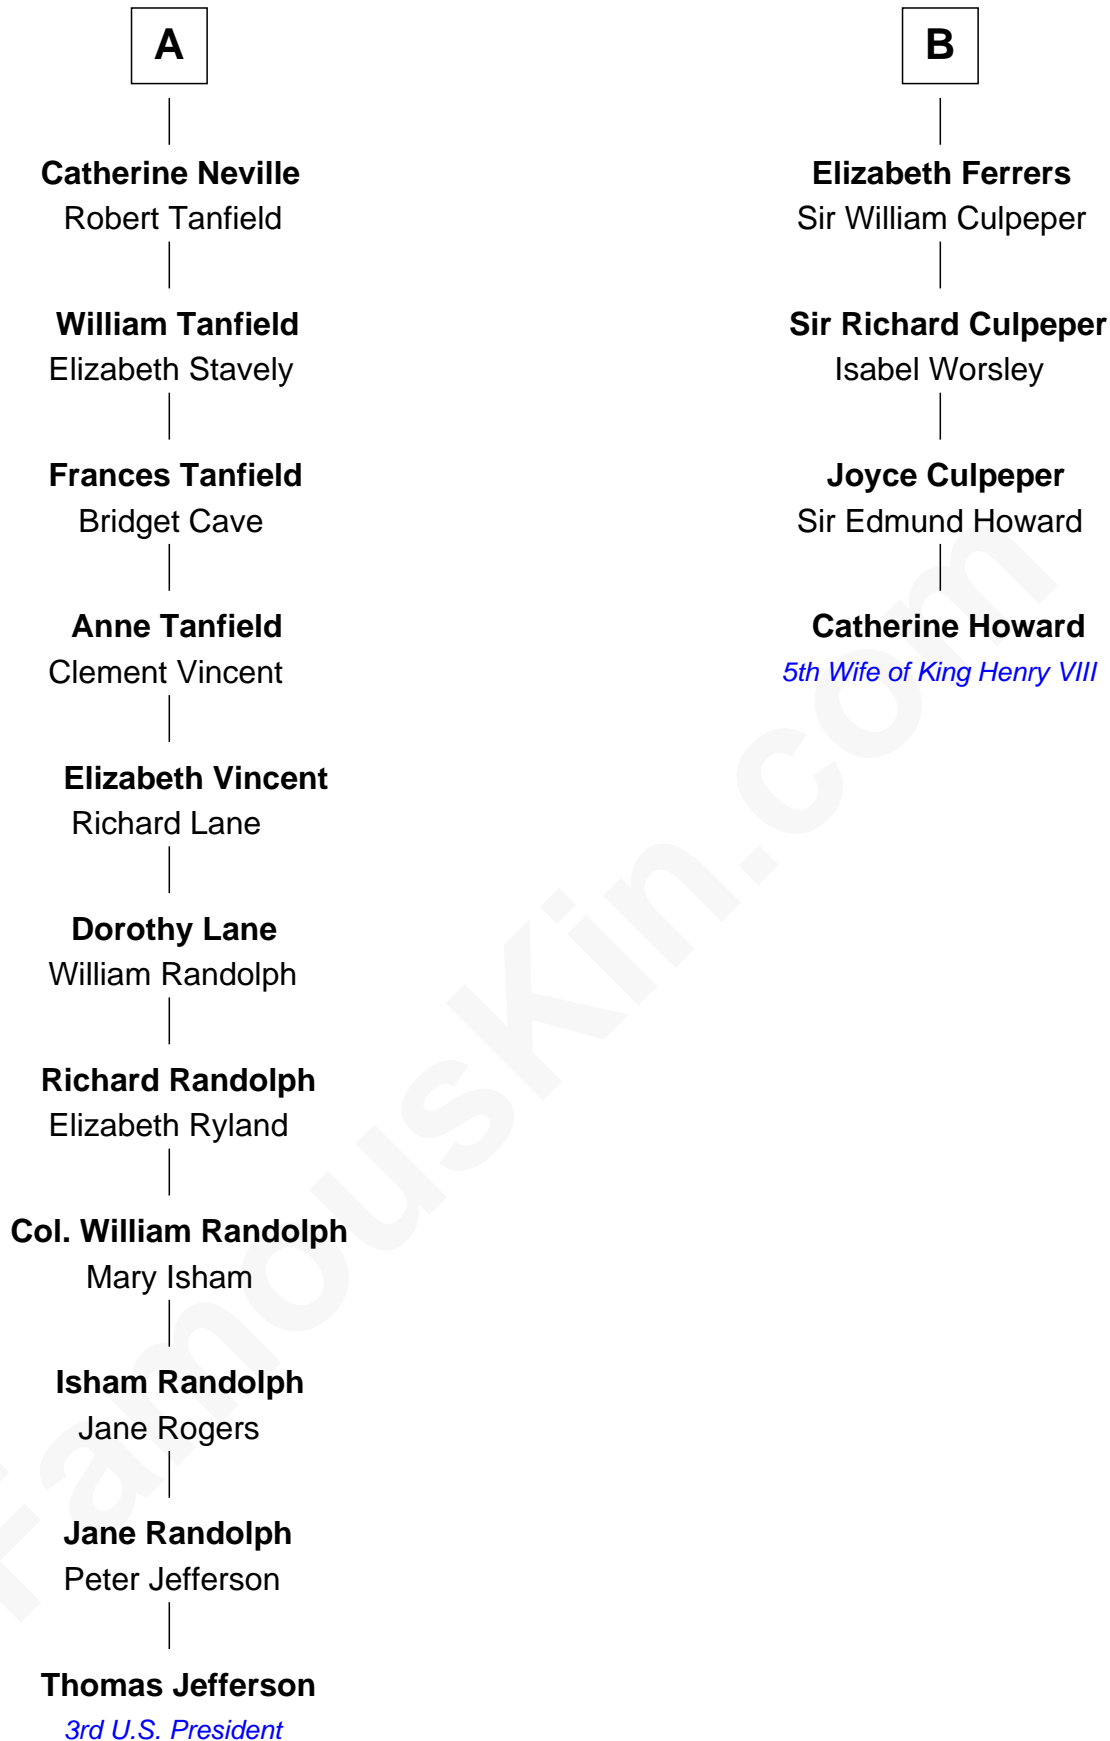 A
Catherine Neville
Robert Tanfield
William Tanfield
Elizabeth Stavely
Frances Tanfield
Bridget Cave
Anne Tanfield
Clement Vincent
Elizabeth Vincent
Richard Lane
Dorothy Lane
William Randolph
Richard Randolph
Elizabeth Ryland
Col. William Randolph
Mary Isham
Isham Randolph
Jane Rogers
Jane Randolph
Peter Jefferson
Thomas Jefferson
3rd U.S. President
B
Elizabeth Ferrers
Sir William Culpeper
Sir Richard Culpeper
Isabel Worsley
Joyce Culpeper
Sir Edmund Howard
Catherine Howard
5th Wife of King Henry VIII
FamousKin.com